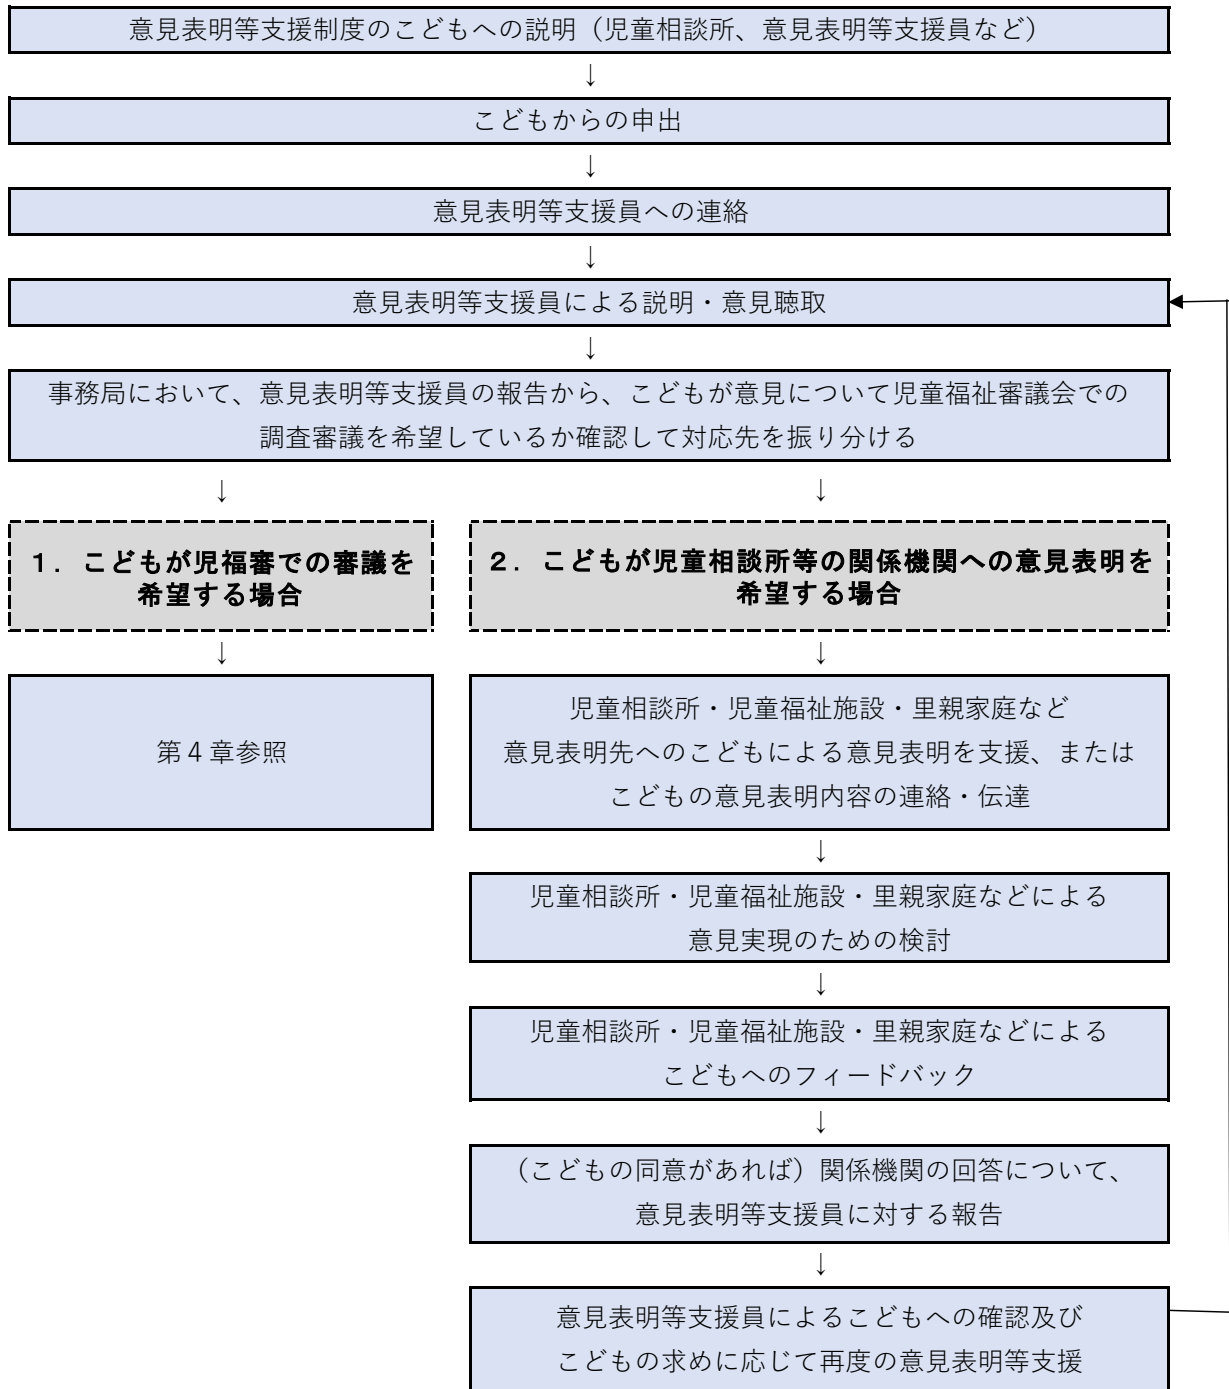 意見表明等支援制度のこどもへの説明（児童相談所、意見表明等支援員など）
↓
こどもからの申出
↓
意見表明等支援員への連絡
↓
意見表明等支援員による説明・意見聴取
↓
事務局において、意見表明等支援員の報告から、こどもが意見について児童福祉審議会での
調査審議を希望しているか確認して対応先を振り分ける
↓
↓
１．こどもが児福審での審議を
希望する場合
↓
第４章参照
２．こどもが児童相談所等の関係機関への意見表明を
希望する場合
↓
児童相談所・児童福祉施設・里親家庭など
意見表明先へのこどもによる意見表明を支援、または
こどもの意見表明内容の連絡・伝達
↓
児童相談所・児童福祉施設・里親家庭などによる
意見実現のための検討
↓
児童相談所・児童福祉施設・里親家庭などによる
こどもへのフィードバック
↓
（こどもの同意があれば）関係機関の回答について、
意見表明等支援員に対する報告
↓
意見表明等支援員によるこどもへの確認及び
こどもの求めに応じて再度の意見表明等支援